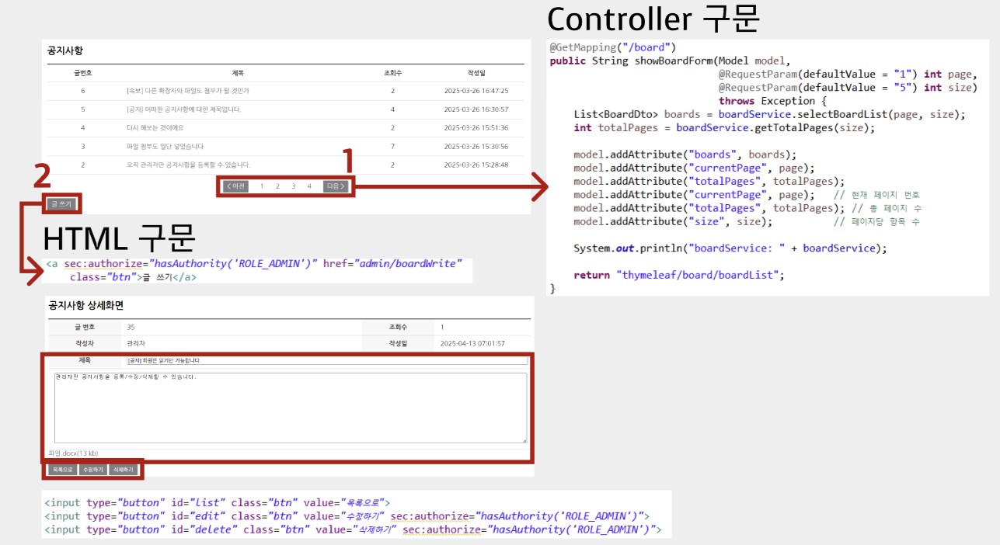 Controller 구문
공지사항
글번호 제목 조회수 작성일
6 [속보] 다른 확장자의 파일도 첨부가 될 것인가 2 2025-03-26 16:47:25
5 [공지] 어떠한 공지사항에 대한 제목입니다. 4 2025-03-26 16:30:57
4 다시 해보는 것이에요 2 2025-03-26 15:51:36
3 파일 첨부도 일단 넣었습니다 7 2025-03-26 15:30:56
2 오직 관리자만 공지사항을 등록할 수 있습니다. 2 2025-03-26 15:28:48
1
< 이전 1 2 3 4 다음 >
2
글 쓰기
@GetMapping("/board")
public String showBoardForm(Model model,
@RequestParam(defaultValue = "1") int page,
@RequestParam(defaultValue = "5") int size)
throws Exception {
List<BoardDto> boards = boardService.selectBoardList(page, size);
int totalPages = boardService.getTotalPages(size);
model.addAttribute("boards", boards);
model.addAttribute("currentPage", page);
model.addAttribute("totalPages", totalPages);
model.addAttribute("currentPage", page); // 현재 페이지 번호
model.addAttribute("totalPages", totalPages); // 총 페이지 수
model.addAttribute("size", size); // 페이지당 항목 수
System.out.println("boardService: " + boardService);
return "thymeleaf/board/boardList";
}
HTML 구문
<a sec:authorize="hasAuthority('ROLE_ADMIN')" href="admin/boardWrite"
class="btn">글 쓰기</a>
공지사항 상세화면
글 번호 35 조회수 1
작성자 관리자 작성일 2025-04-13 07:01:57
제목 [공지] 회원은 읽기만 가능합니다.
관리자만 공지사항을 등록/수정/삭제할 수 있습니다.
파일.docx(13 kb)
목록으로 수정하기 삭제하기
<input type="button" id="list" class="btn" value="목록으로">
<input type="button" id="edit" class="btn" value="수정하기" sec:authorize="hasAuthority('ROLE_ADMIN')">
<input type="button" id="delete" class="btn" value="삭제하기" sec:authorize="hasAuthority('ROLE_ADMIN')">